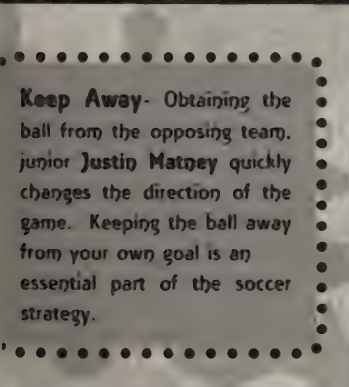 Keep Away- Obtaining the
ball from the opposing team,
junior Justin Matney quickly
changes the direction of the
game. Keeping the ball away
from your own goal is an
essential part of the soccer
strategy.